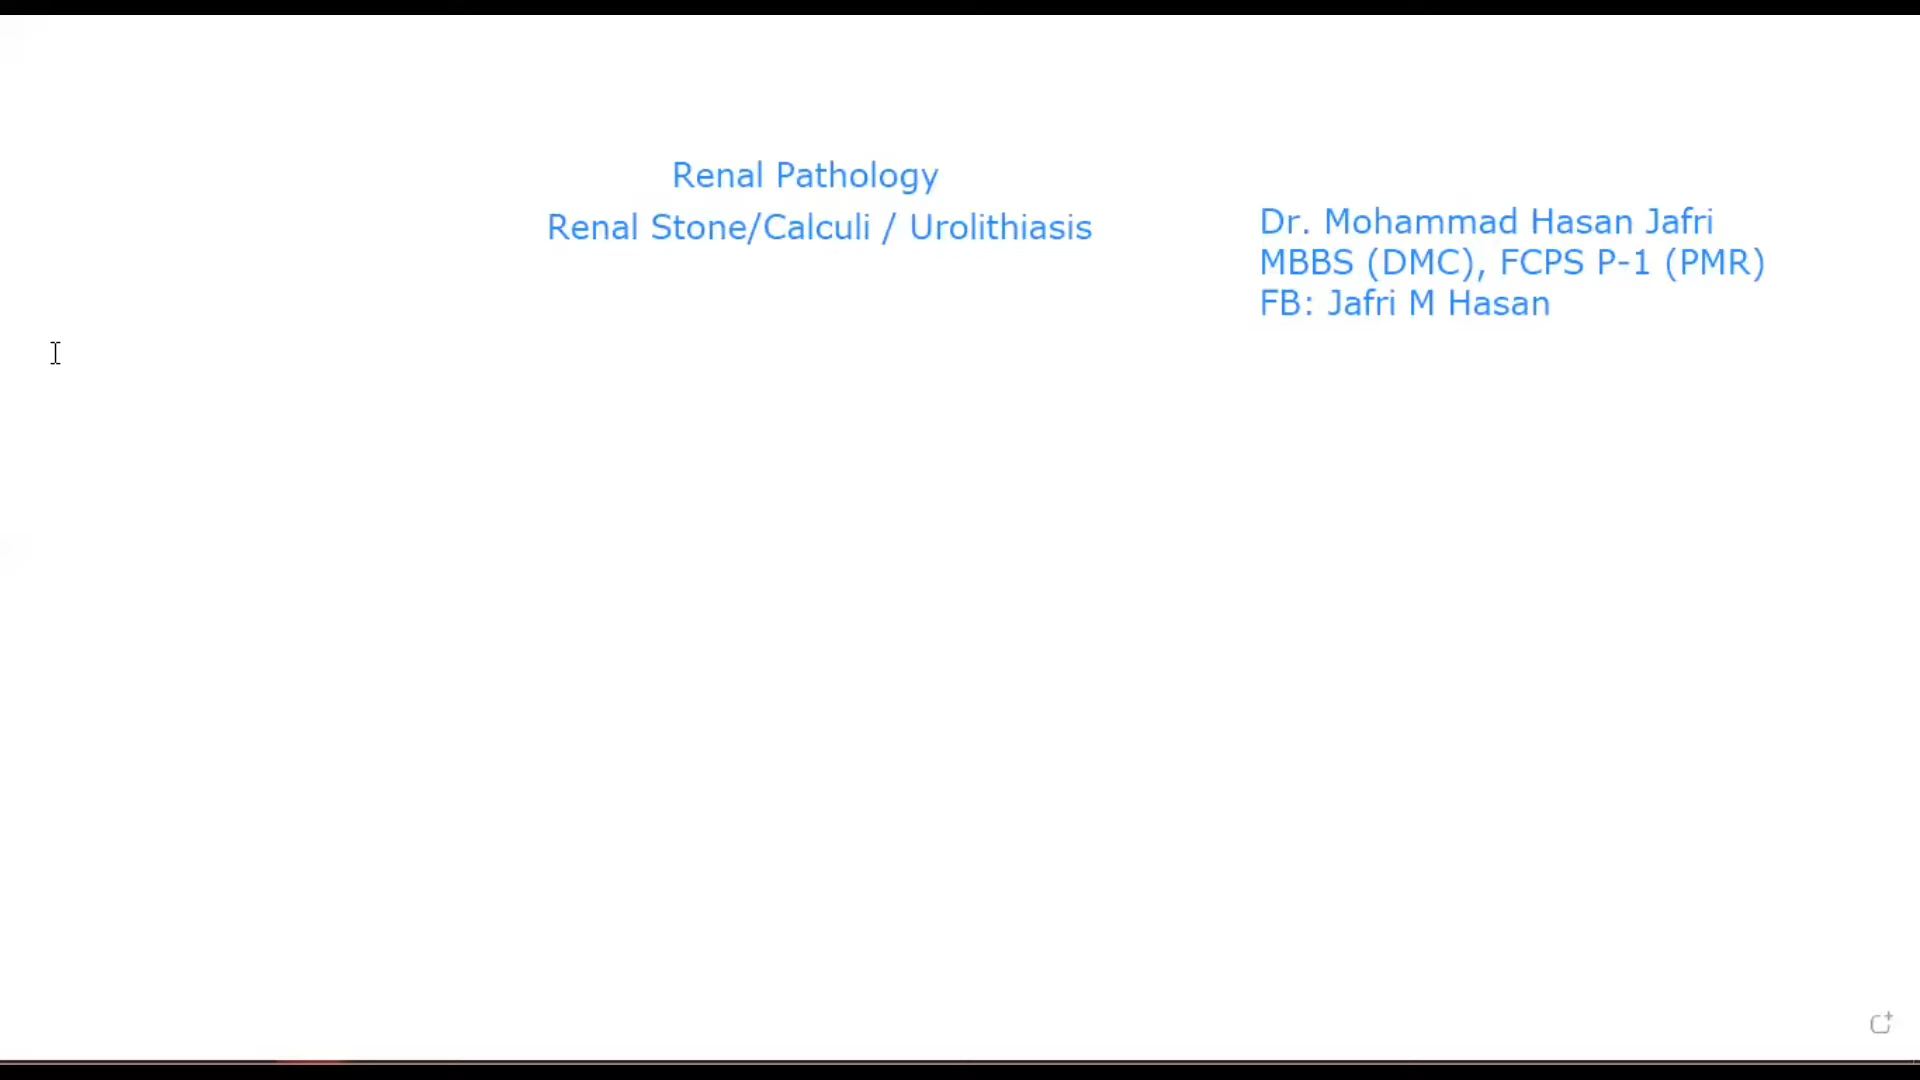 Renal Pathology
Renal Stone/Calculi / Urolithiasis
Dr. Mohammad Hasan Jafri
MBBS (DMC), FCPS P-1 (PMR)
FB: Jafri M Hasan